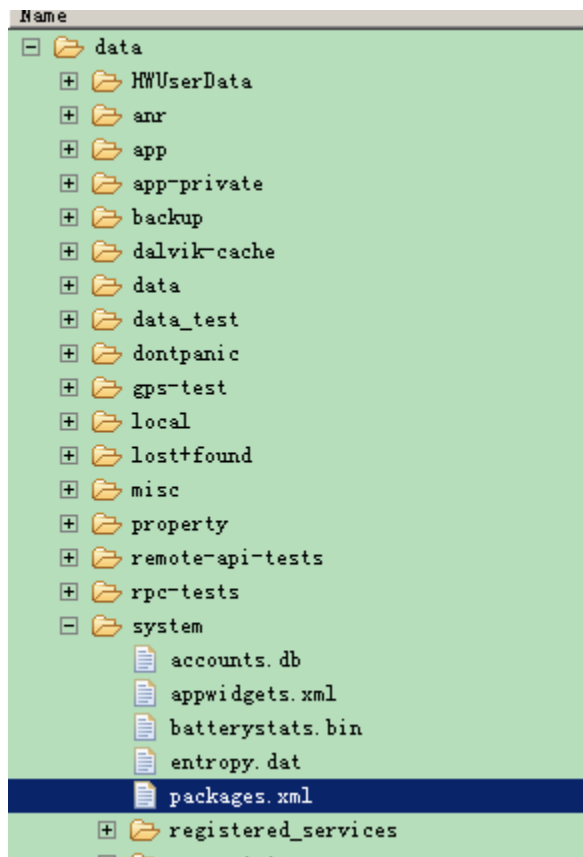 Name
data
HWUserData
anr
app
app-private
backup
dalvik-cache
data
data_test
dontpanic
gps-test
local
lost+found
misc
property
remote-api-tests
rpc-tests
system
accounts.db
appwidgets.xml
batterystats.bin
entropy.dat
packages.xml
registered_services